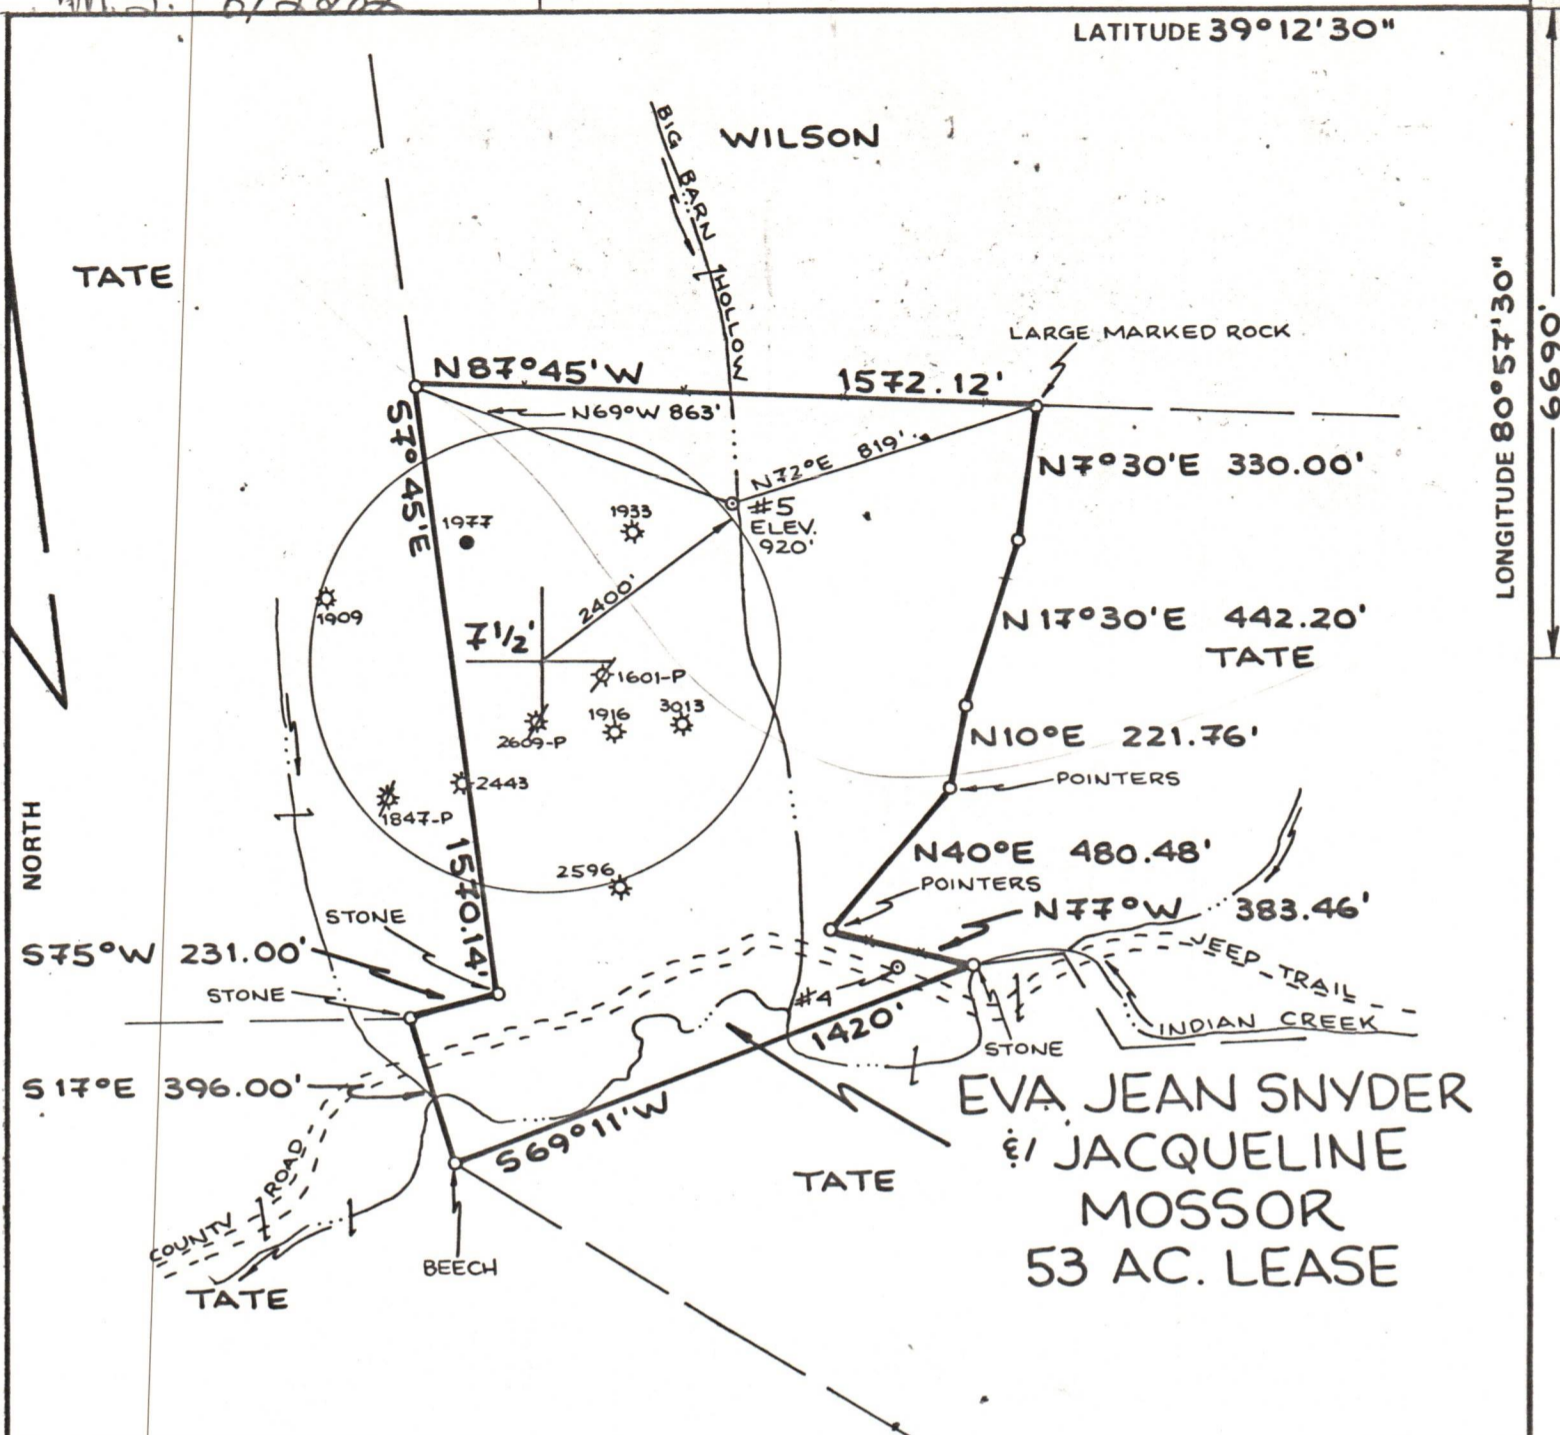 LATITUDE 39°12'30"
WILSON
BIG BARN HOLLOW
TATE
LONGITUDE 80°57'30"
6690'
LARGE MARKED ROCK
N87°45'W 1572.12'
N69°W 863'
N72°E 819'
S7°45'E 1570.14'
N7°30'E 330.00'
#5
ELEV.
920'
1977
1933
1909
2400'
7 1/2'
N17°30'E 442.20'
TATE
1601-P
2609-P
1916
3013
N10°E 221.76'
POINTERS
2443
1847-P
NORTH
N40°E 480.48'
POINTERS
2596
N77°W 383.46'
STONE
S75°W 231.00'
STONE
JEEP TRAIL
#4
INDIAN CREEK
1420'
STONE
S17°E 396.00'
S69°11'W
EVA JEAN SNYDER
& JACQUELINE
MOSSOR
53 AC. LEASE
TATE
COUNTY ROAD
BEECH
TATE